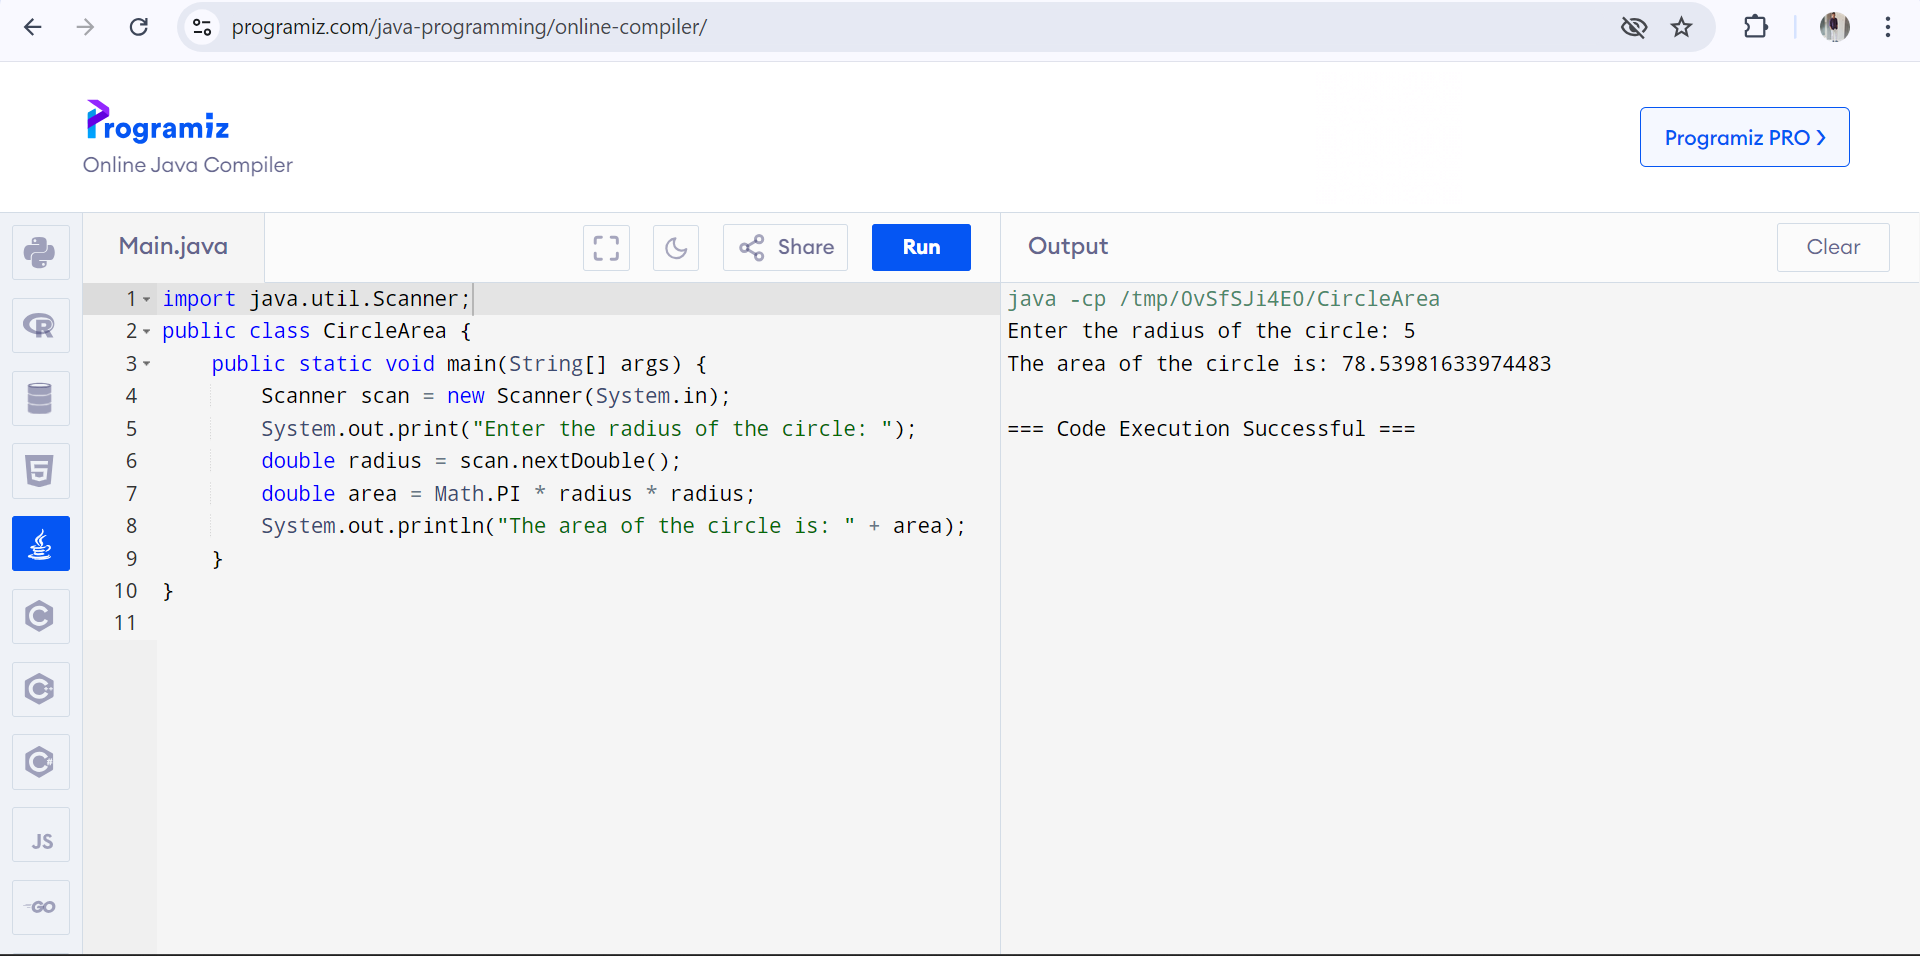 programiz.com/java-programming/online-compiler/
Programiz
Online Java Compiler
Programiz PRO >
Main.java
Share
Run
Output
Clear
1 import java.util.Scanner;
2 public class CircleArea {
3 public static void main(String[] args) {
4 Scanner scan = new Scanner(System.in);
5 System.out.print("Enter the radius of the circle: ");
6 double radius = scan.nextDouble();
7 double area = Math.PI * radius * radius;
8 System.out.println("The area of the circle is: " + area);
9 }
10 }
11
java -cp /tmp/OvSfSJi4EO/CircleArea
Enter the radius of the circle: 5
The area of the circle is: 78.53981633974483
=== Code Execution Successful ===
R
5
C
C++
C#
JS
GO